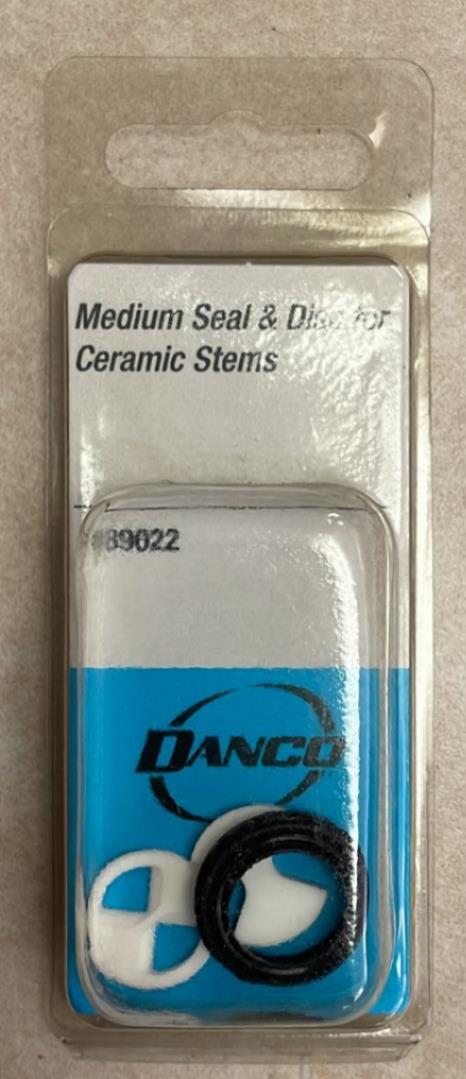 Medium Seal & Disc for
Ceramic Stems
#89022
DANCO